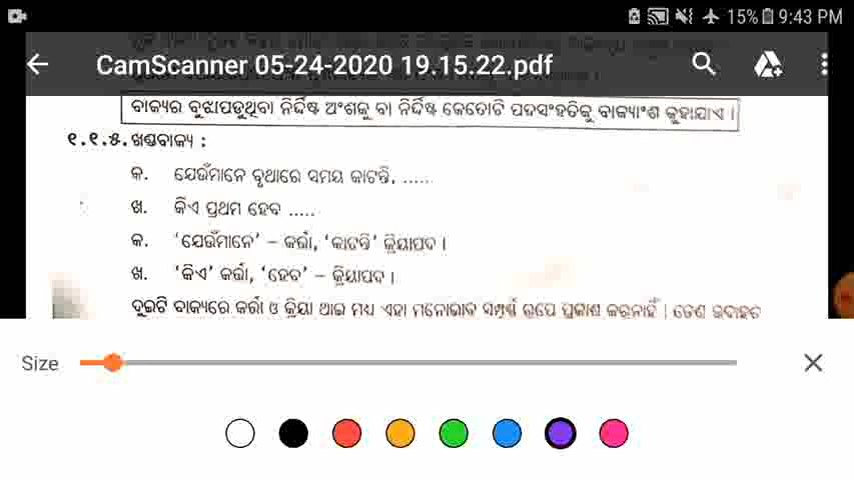 15% 9:43 PM
CamScanner 05-24-2020 19.15.22.pdf
ବାକ୍ୟର ବୁଝାପଡୁଥିବା ନିର୍ଦ୍ଦିଷ୍ଟ ଅଂଶକୁ ବା ନିର୍ଦ୍ଦିଷ୍ଟ କେତୋଟି ପଦସଂହତିକୁ ବାକ୍ୟାଂଶ କୁହାଯାଏ ।
୧.୧.୫. ଖଣ୍ଡବାକ୍ୟ :
କ. ଯେଉଁମାନେ ବୃଥାରେ ସମୟ କାଟନ୍ତି, .....
ଖ. କିଏ ପ୍ରଥମ ହେବ .....
କ. ‘ଯେଉଁମାନେ’ – କର୍ତ୍ତା, ‘କାଟନ୍ତି’ କ୍ରିୟାପଦ ।
ଖ. ‘କିଏ’ କର୍ତ୍ତା, ‘ହେବ’ – କ୍ରିୟାପଦ ।
ଦୁଇଟି ବାକ୍ୟରେ କର୍ତ୍ତା ଓ କ୍ରିୟା ଥାଇ ମଧ୍ୟ ଏହା ମନୋଭାବ ସମ୍ପୂର୍ଣ୍ଣ ରୂପେ ପ୍ରକାଶ କରୁନାହିଁ ।
Size